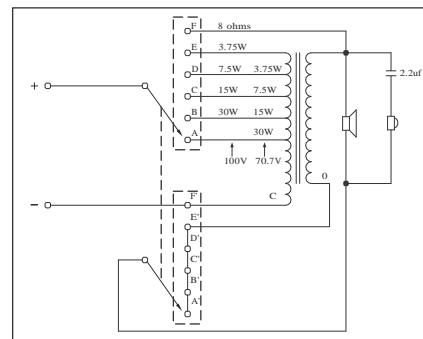 F 8 ohms
E 3.75W
D 7.5W 3.75W
C 15W 7.5W
B 30W 15W
A 30W
100V 70.7V
2.2uf
+
−
0
C
F'
E'
D'
C'
B'
A'